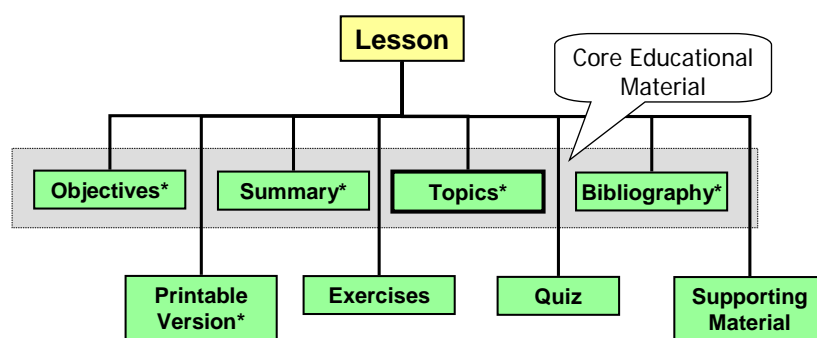 Lesson
Core Educational
Material
Objectives*
Summary*
Topics*
Bibliography*
Printable
Version*
Exercises
Quiz
Supporting
Material